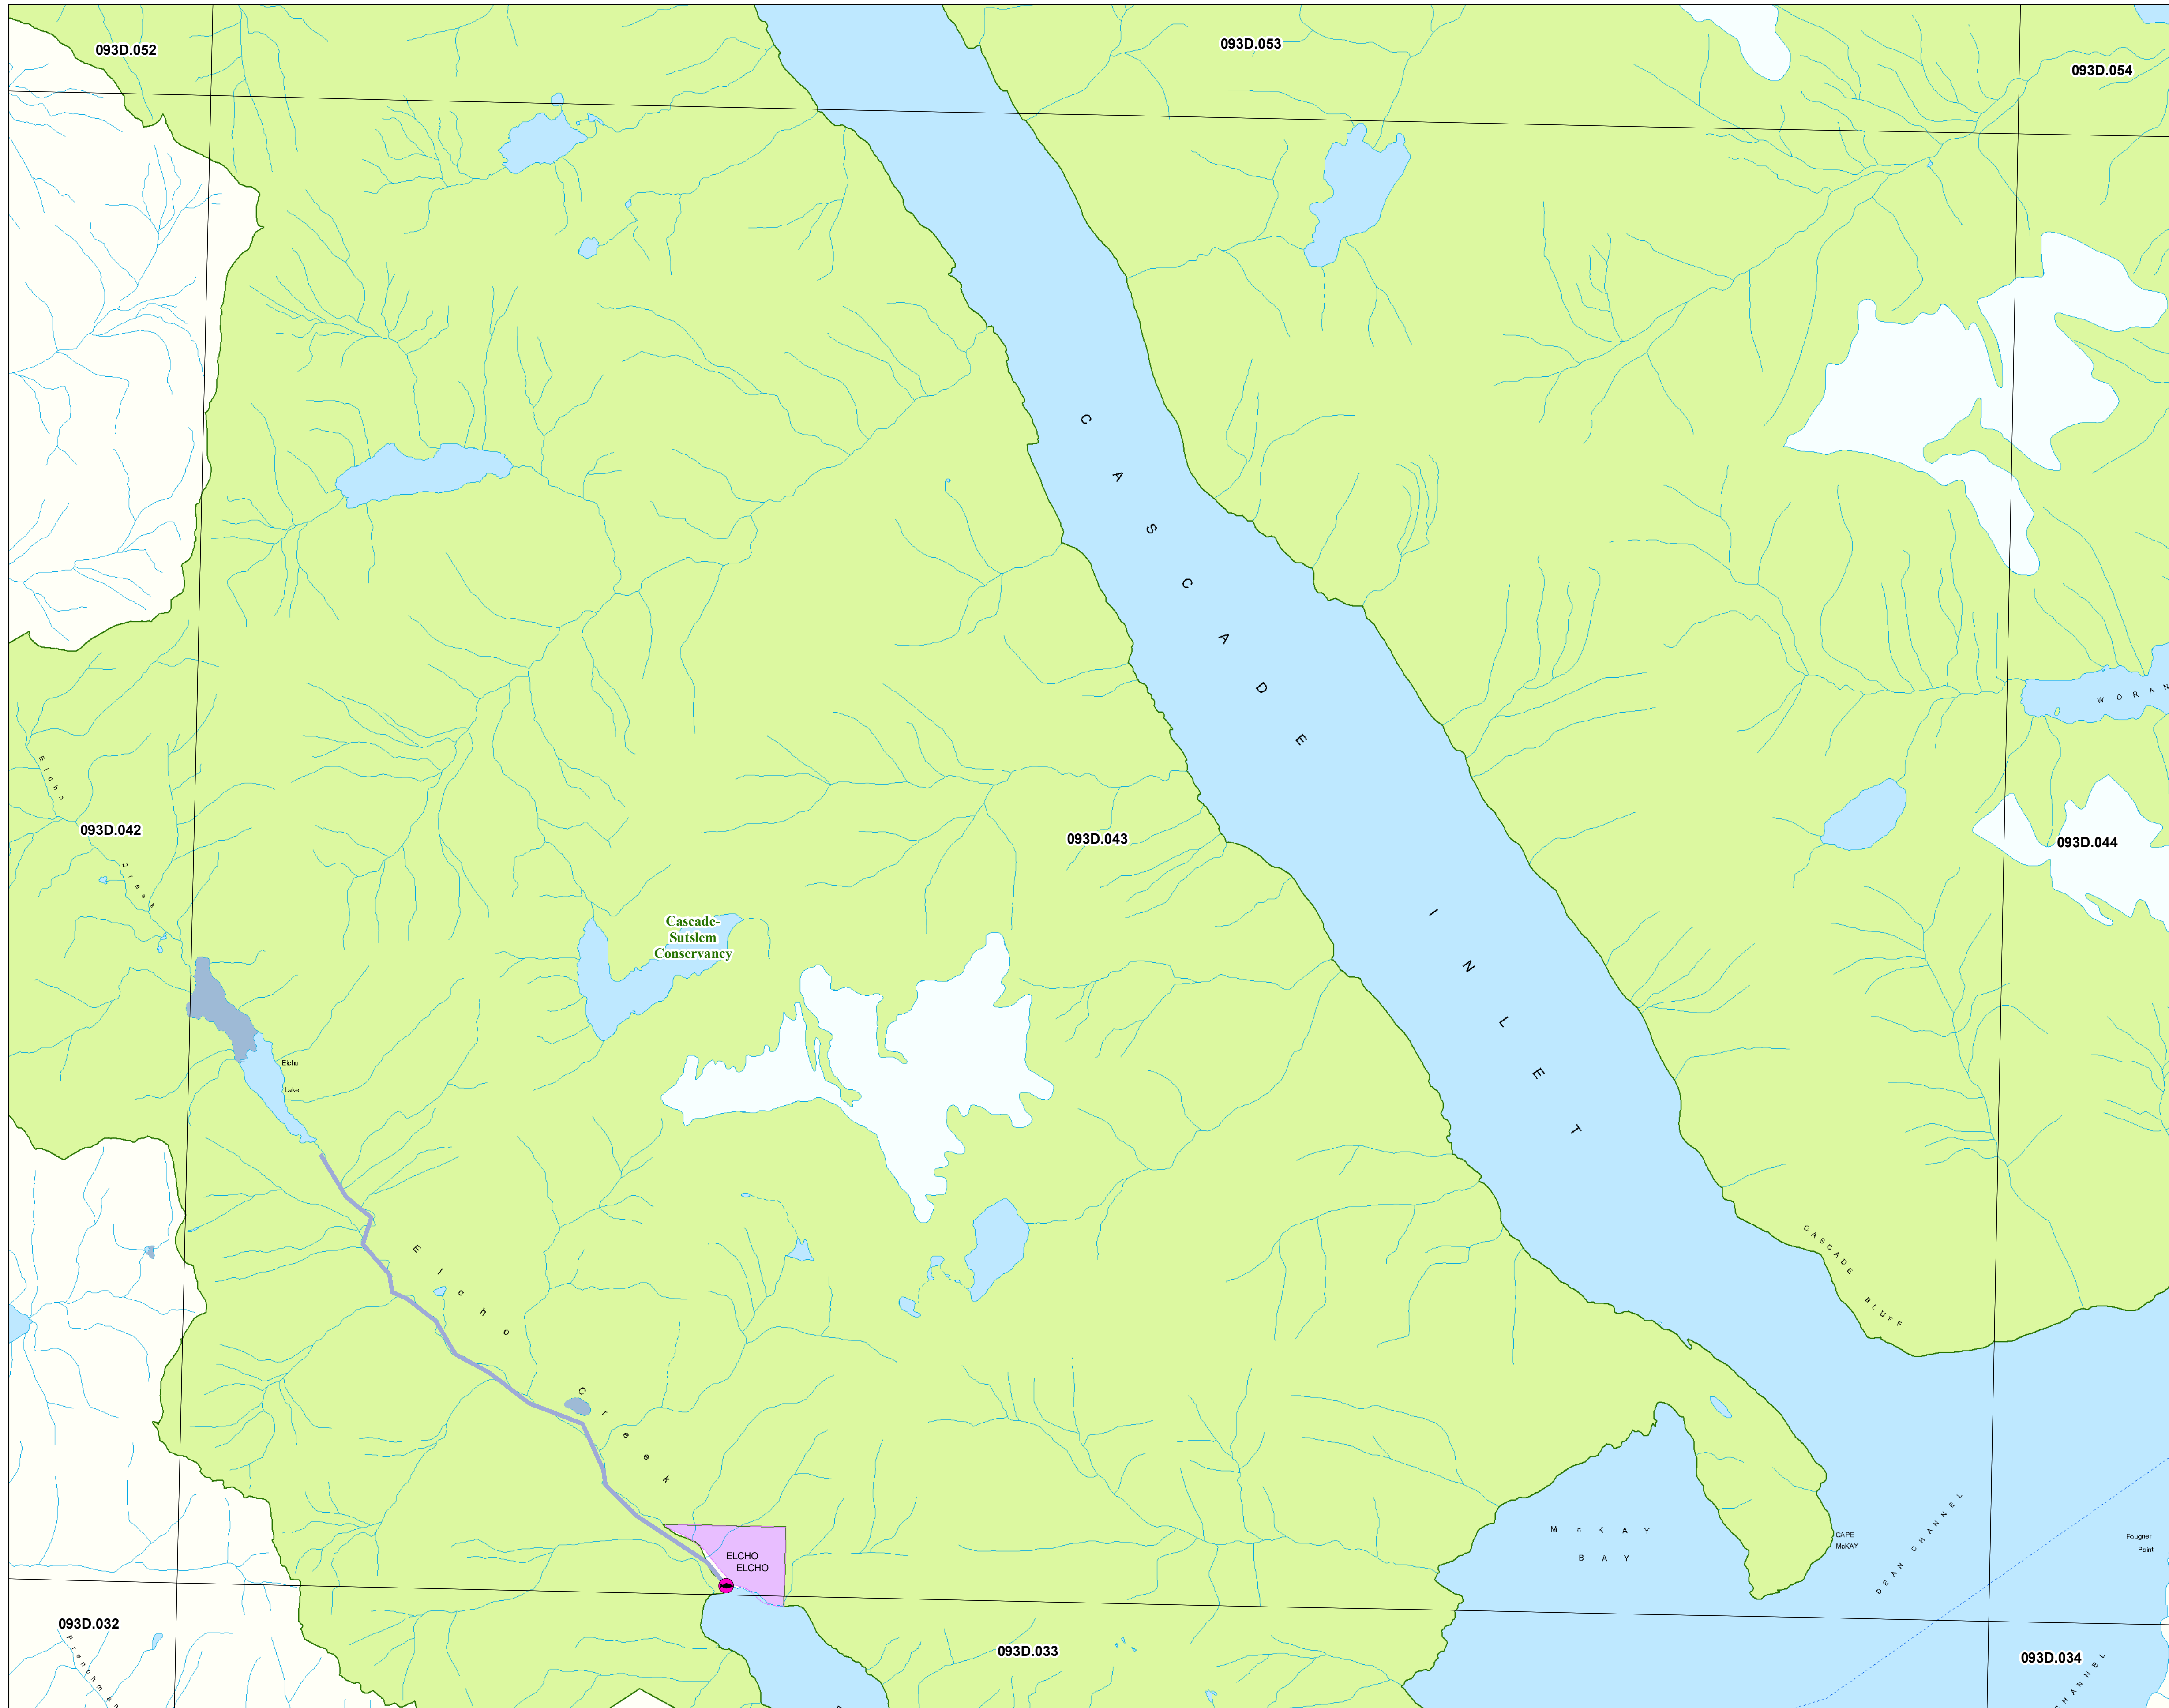 093D.052
093D.053
093D.054
CASCADE
INLET
Elcho
Creek
093D.042
093D.043
093D.044
Cascade-
Sutslem
Conservancy
Elcho
Lake
Elcho
Creek
CASCADE
BLUFF
McKAY
BAY
CAPE
McKAY
DEAN CHANNEL
Fougner
Point
ELCHO
ELCHO
093D.032
093D.033
093D.034